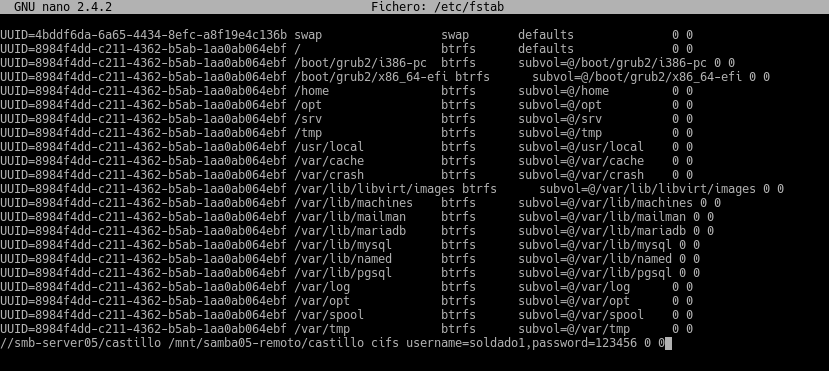 GNU nano 2.4.2 Fichero: /etc/fstab
UUID=4bddf6da-6a65-4434-8efc-a8f19e4c136b swap swap defaults 0 0
UUID=8984f4dd-c211-4362-b5ab-1aa0ab064ebf / btrfs defaults 0 0
UUID=8984f4dd-c211-4362-b5ab-1aa0ab064ebf /boot/grub2/i386-pc btrfs subvol=@/boot/grub2/i386-pc 0 0
UUID=8984f4dd-c211-4362-b5ab-1aa0ab064ebf /boot/grub2/x86_64-efi btrfs subvol=@/boot/grub2/x86_64-efi 0 0
UUID=8984f4dd-c211-4362-b5ab-1aa0ab064ebf /home btrfs subvol=@/home 0 0
UUID=8984f4dd-c211-4362-b5ab-1aa0ab064ebf /opt btrfs subvol=@/opt 0 0
UUID=8984f4dd-c211-4362-b5ab-1aa0ab064ebf /srv btrfs subvol=@/srv 0 0
UUID=8984f4dd-c211-4362-b5ab-1aa0ab064ebf /tmp btrfs subvol=@/tmp 0 0
UUID=8984f4dd-c211-4362-b5ab-1aa0ab064ebf /usr/local btrfs subvol=@/usr/local 0 0
UUID=8984f4dd-c211-4362-b5ab-1aa0ab064ebf /var/cache btrfs subvol=@/var/cache 0 0
UUID=8984f4dd-c211-4362-b5ab-1aa0ab064ebf /var/crash btrfs subvol=@/var/crash 0 0
UUID=8984f4dd-c211-4362-b5ab-1aa0ab064ebf /var/lib/libvirt/images btrfs subvol=@/var/lib/libvirt/images 0 0
UUID=8984f4dd-c211-4362-b5ab-1aa0ab064ebf /var/lib/machines btrfs subvol=@/var/lib/machines 0 0
UUID=8984f4dd-c211-4362-b5ab-1aa0ab064ebf /var/lib/mailman btrfs subvol=@/var/lib/mailman 0 0
UUID=8984f4dd-c211-4362-b5ab-1aa0ab064ebf /var/lib/mariadb btrfs subvol=@/var/lib/mariadb 0 0
UUID=8984f4dd-c211-4362-b5ab-1aa0ab064ebf /var/lib/mysql btrfs subvol=@/var/lib/mysql 0 0
UUID=8984f4dd-c211-4362-b5ab-1aa0ab064ebf /var/lib/named btrfs subvol=@/var/lib/named 0 0
UUID=8984f4dd-c211-4362-b5ab-1aa0ab064ebf /var/lib/pgsql btrfs subvol=@/var/lib/pgsql 0 0
UUID=8984f4dd-c211-4362-b5ab-1aa0ab064ebf /var/log btrfs subvol=@/var/log 0 0
UUID=8984f4dd-c211-4362-b5ab-1aa0ab064ebf /var/opt btrfs subvol=@/var/opt 0 0
UUID=8984f4dd-c211-4362-b5ab-1aa0ab064ebf /var/spool btrfs subvol=@/var/spool 0 0
UUID=8984f4dd-c211-4362-b5ab-1aa0ab064ebf /var/tmp btrfs subvol=@/var/tmp 0 0
//smb-server05/castillo /mnt/samba05-remoto/castillo cifs username=soldado1,password=123456 0 0